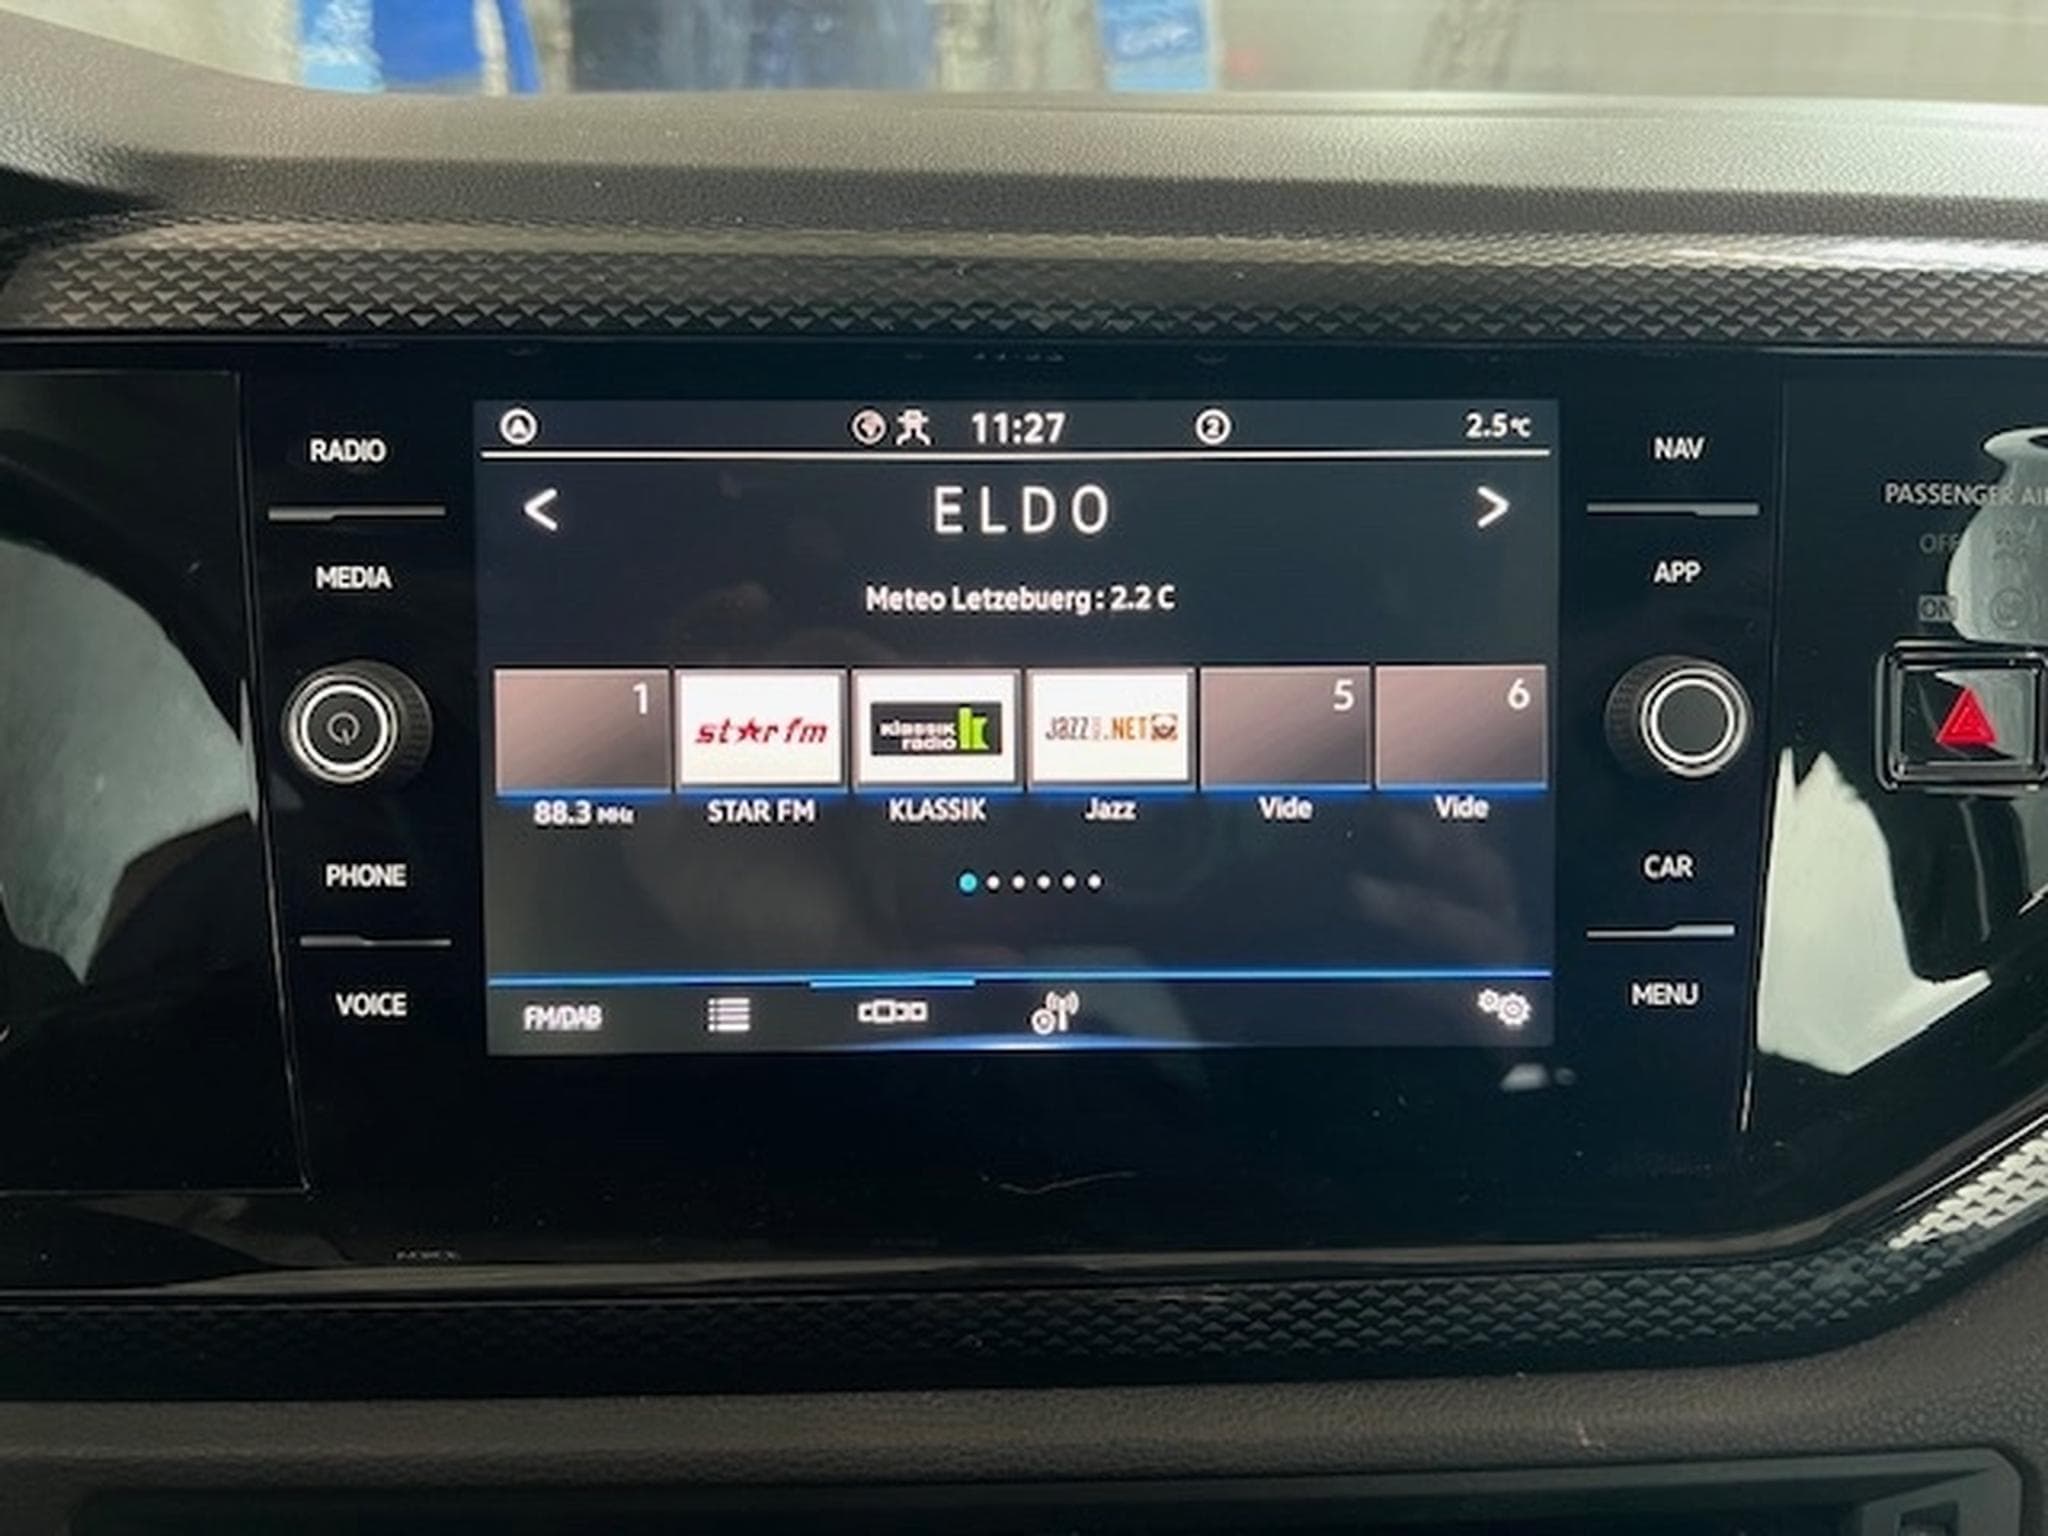 RADIO
MEDIA
PHONE
VOICE
A
11:27
2
2.5°C
< ELDO >
Meteo Letzebuerg: 2.2 C
1
star fm
klassik radio
JAZZ .NET
5
6
88.3 MHz
STAR FM
KLASSIK
Jazz
Vide
Vide
FM/DAB
NAV
APP
CAR
MENU
PASSENGER AI
OFF
ON